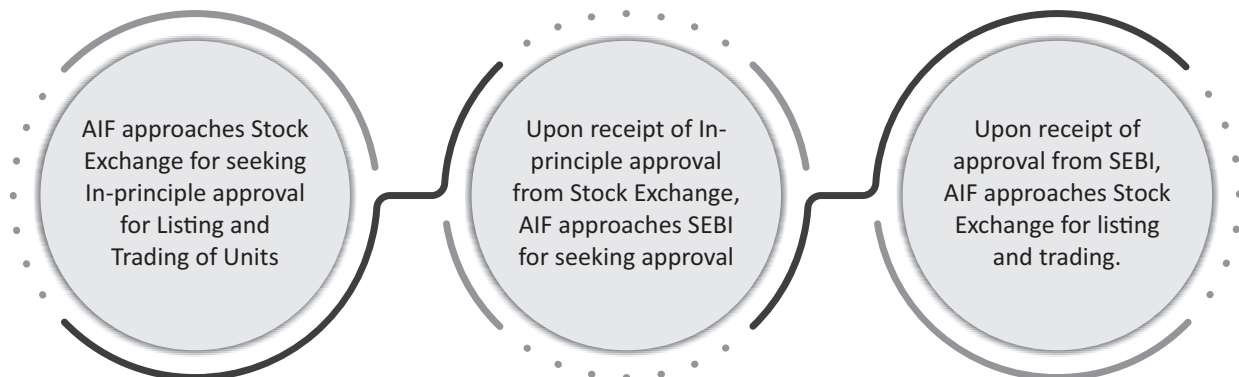 AIF approaches Stock
Exchange for seeking
In-principle approval
for Listing and
Trading of Units
Upon receipt of In-
principle approval
from Stock Exchange,
AIF approaches SEBI
for seeking approval
Upon receipt of
approval from SEBI,
AIF approaches Stock
Exchange for listing
and trading.